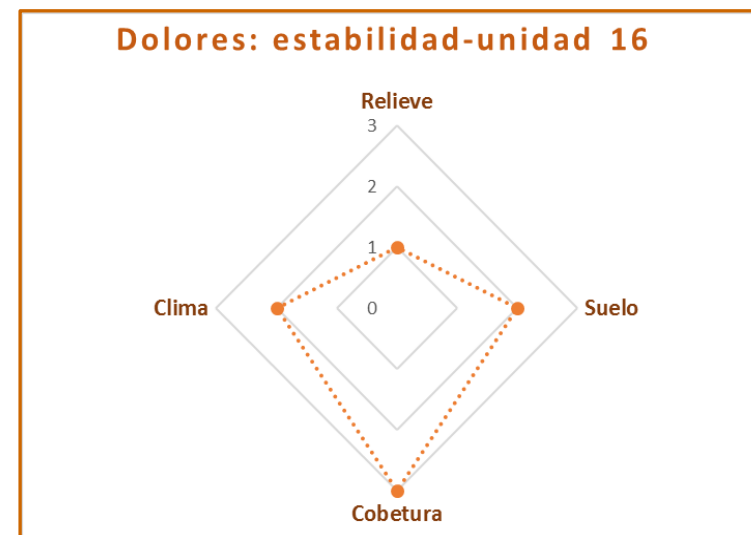 Dolores: estabilidad-unidad 16
Relieve
3
2
1
Clima
0
Suelo
Cobetura